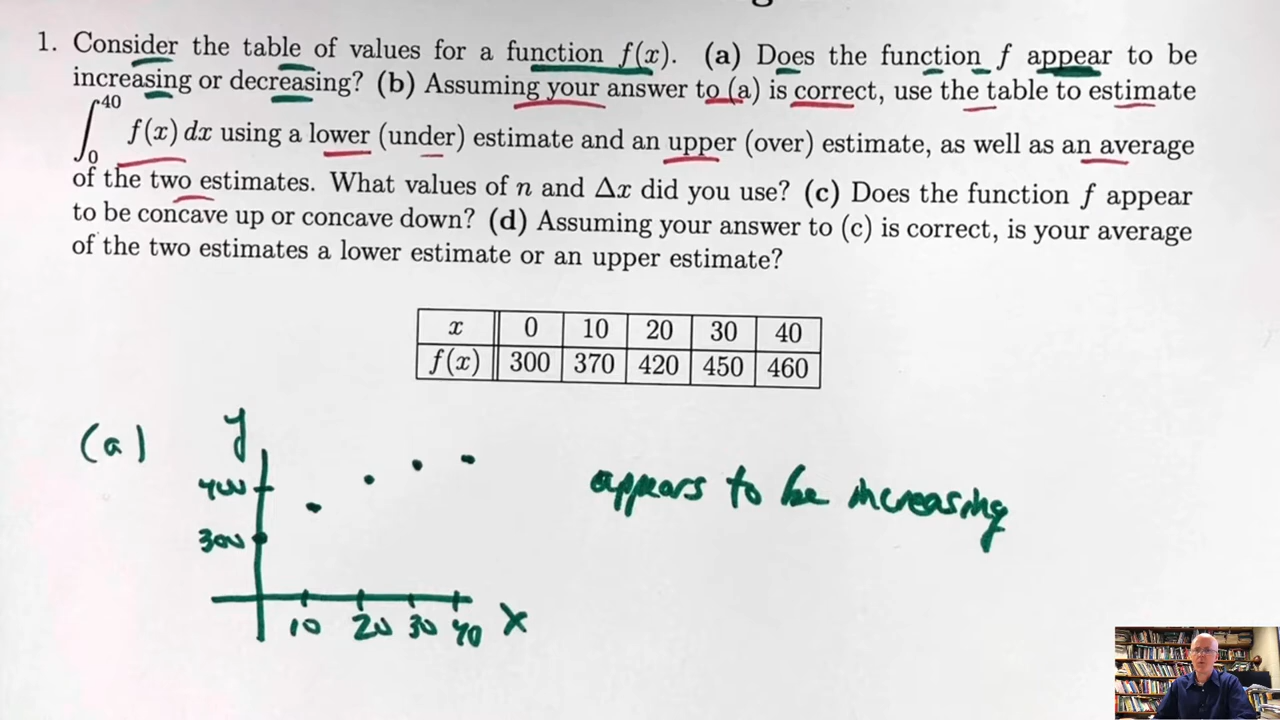 1. Consider the table of values for a function f(x). (a) Does the function f appear to be
increasing or decreasing? (b) Assuming your answer to (a) is correct, use the table to estimate
∫₀⁴⁰ f(x) dx using a lower (under) estimate and an upper (over) estimate, as well as an average
of the two estimates. What values of n and Δx did you use? (c) Does the function f appear
to be concave up or concave down? (d) Assuming your answer to (c) is correct, is your average
of the two estimates a lower estimate or an upper estimate?
x 0 10 20 30 40
f(x) 300 370 420 450 460
(a) y
400
appears to be increasing
300
10 20 30 40 x